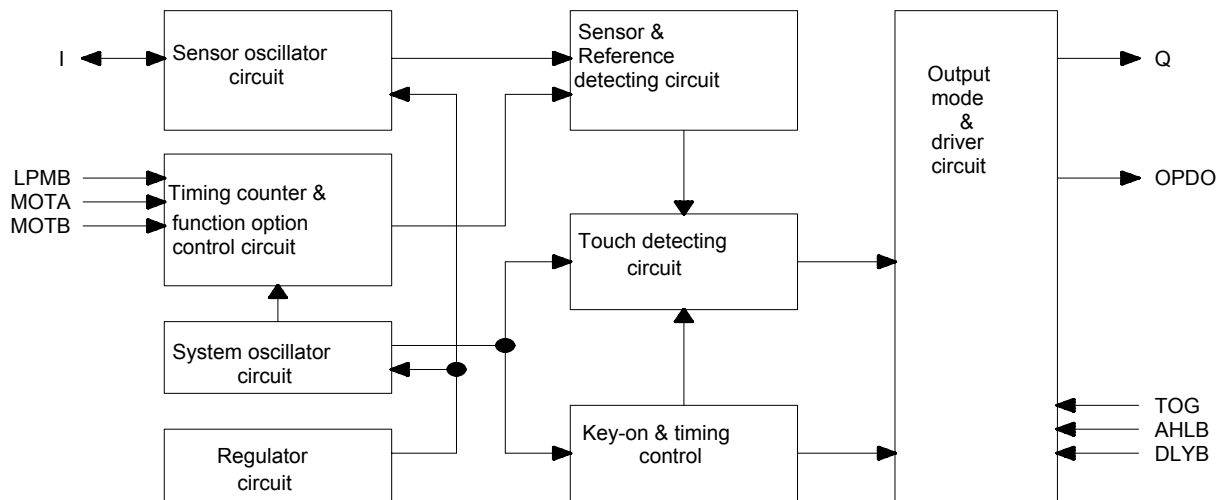 I
Sensor oscillator
circuit
Sensor &
Reference
detecting circuit
Output
mode
&
driver
circuit
Q
OPDO
LPMB
MOTA
MOTB
Timing counter &
function option
control circuit
Touch detecting
circuit
System oscillator
circuit
Regulator
circuit
Key-on & timing
control
TOG
AHLB
DLYB